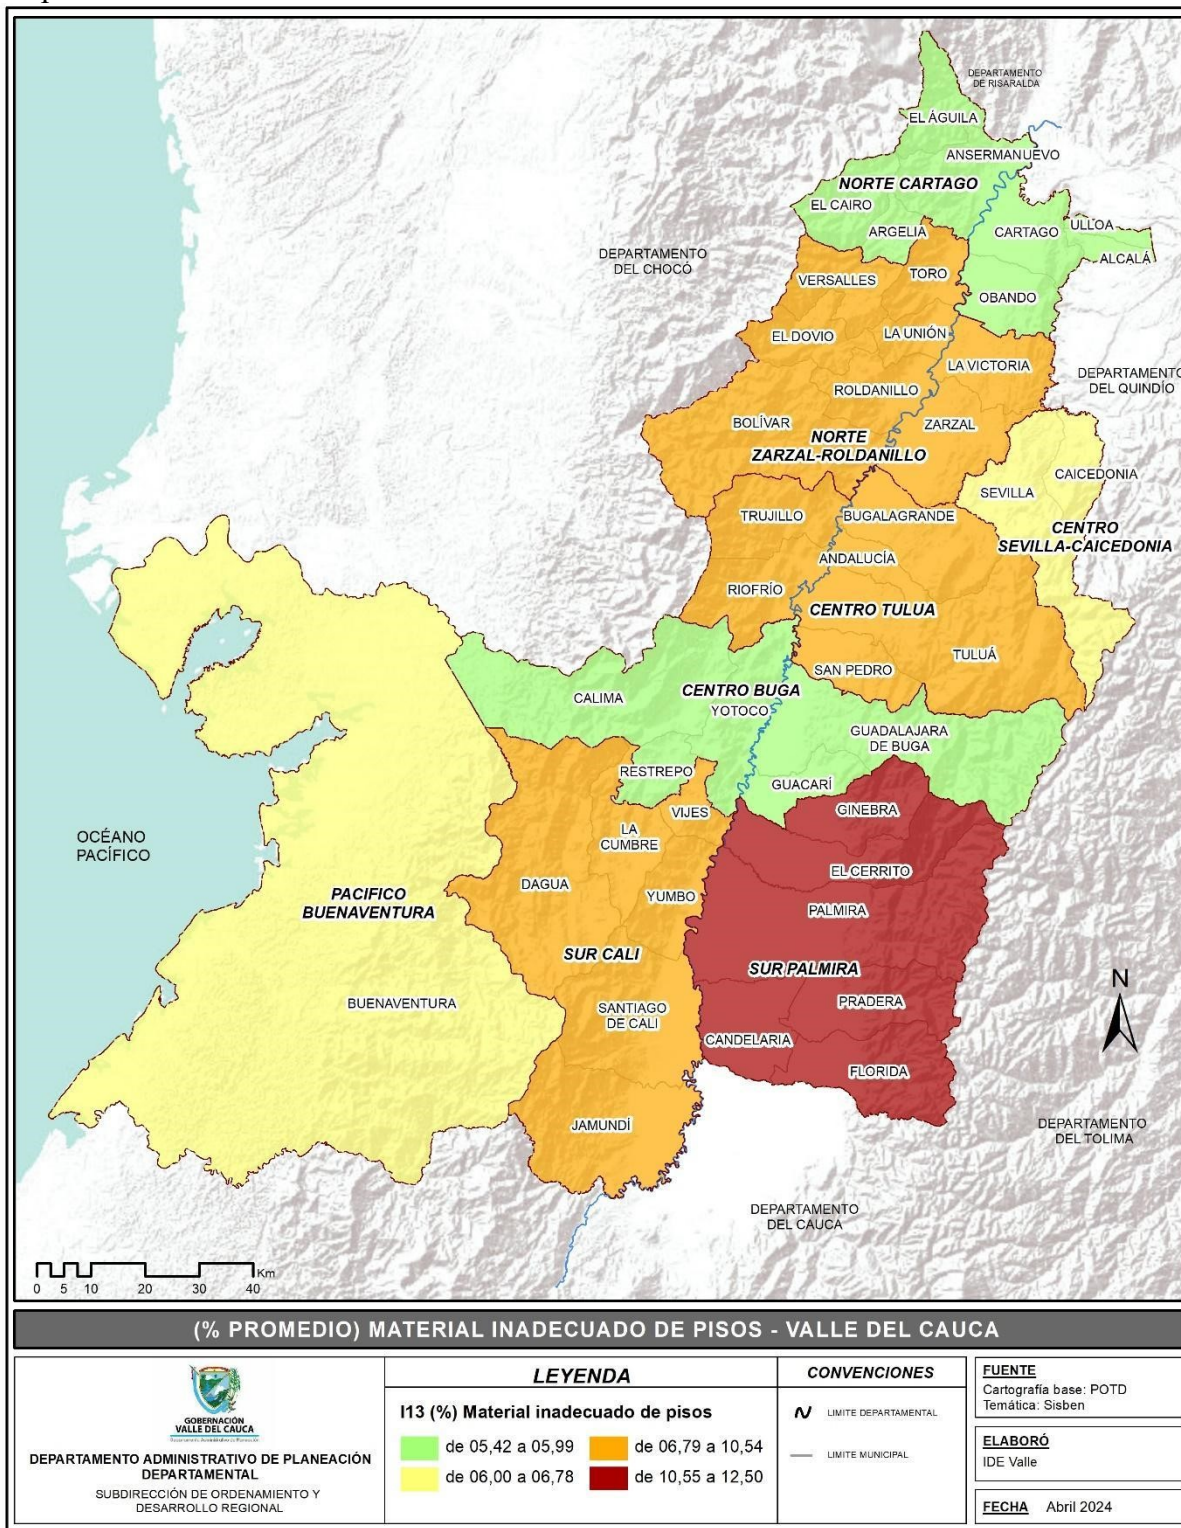 DEPARTAMENTO
DE RISARALDA
EL ÁGUILA
ANSERMANUEVO
NORTE CARTAGO
EL CAIRO
ARGELIA
CARTAGO
ULLOA
ALCALÁ
DEPARTAMENTO
DEL CHOCÓ
VERSALLES
TORO
OBANDO
EL DOVIO
LA UNIÓN
LA VICTORIA
DEPARTAMENTO
DEL QUINDÍO
ROLDANILLO
BOLÍVAR
ZARZAL
NORTE
ZARZAL-ROLDANILLO
CAICEDONIA
SEVILLA
TRUJILLO
BUGALAGRANDE
CENTRO
SEVILLA-CAICEDONIA
ANDALUCÍA
RIOFRÍO
CENTRO TULUA
SAN PEDRO
TULUÁ
CALIMA
CENTRO BUGA
YOTOCO
GUADALAJARA
DE BUGA
RESTREPO
GUACARÍ
VIJES
GINEBRA
OCÉANO
PACÍFICO
LA
CUMBRE
EL CERRITO
DAGUA
YUMBO
PALMIRA
PACIFICO
BUENAVENTURA
SUR CALI
SUR PALMIRA
N
BUENAVENTURA
SANTIAGO
DE CALI
PRADERA
CANDELARIA
FLORIDA
JAMUNDÍ
DEPARTAMENTO
DEL TOLIMA
DEPARTAMENTO
DEL CAUCA
Km
0 5 10 20 30 40
(% PROMEDIO) MATERIAL INADECUADO DE PISOS - VALLE DEL CAUCA
GOBERNACIÓN
VALLE DEL CAUCA
DEPARTAMENTO ADMINISTRATIVO DE PLANEACIÓN
DEPARTAMENTAL
SUBDIRECCIÓN DE ORDENAMIENTO Y
DESARROLLO REGIONAL
LEYENDA
I13 (%) Material inadecuado de pisos
de 05,42 a 05,99
de 06,79 a 10,54
de 06,00 a 06,78
de 10,55 a 12,50
CONVENCIONES
LIMITE DEPARTAMENTAL
LIMITE MUNICIPAL
FUENTE
Cartografía base: POTD
Temática: Sisben
ELABORÓ
IDE Valle
FECHA Abril 2024